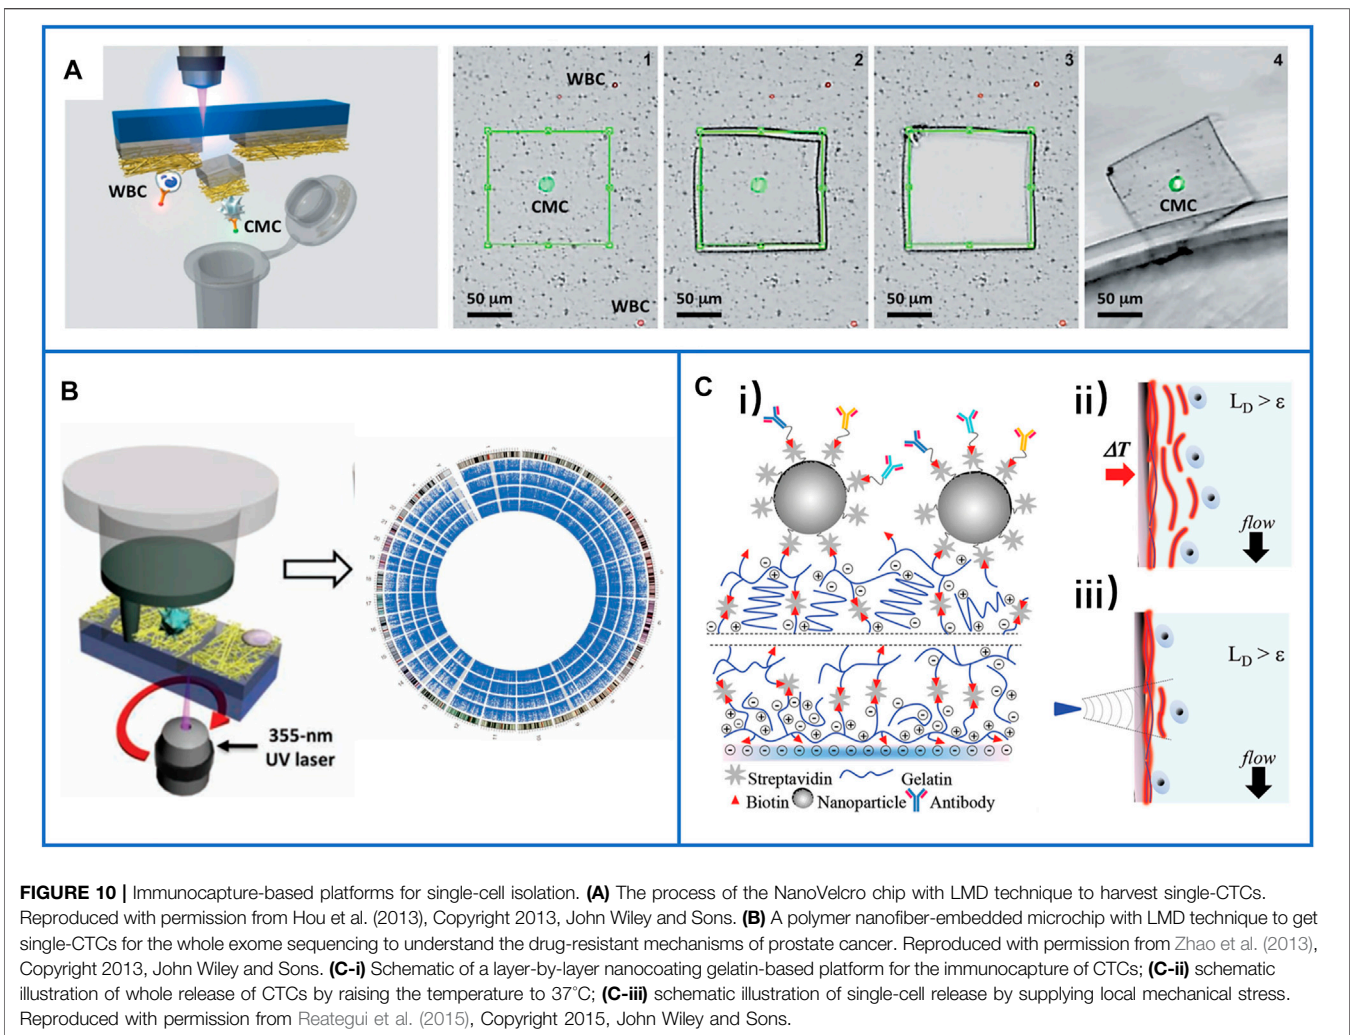 A
WBC
CMC
1
WBC
CMC
50 µm
WBC
2
50 µm
3
50 µm
4
CMC
50 µm
B
355-nm
UV laser
C
i)
Streptavidin
Gelatin
Biotin
Nanoparticle
Antibody
ii)
ΔT
L_D > ε
flow
iii)
L_D > ε
flow
FIGURE 10 | Immunocapture-based platforms for single-cell isolation. (A) The process of the NanoVelcro chip with LMD technique to harvest single-CTCs.
Reproduced with permission from Hou et al. (2013), Copyright 2013, John Wiley and Sons. (B) A polymer nanofiber-embedded microchip with LMD technique to get
single-CTCs for the whole exome sequencing to understand the drug-resistant mechanisms of prostate cancer. Reproduced with permission from Zhao et al. (2013),
Copyright 2013, John Wiley and Sons. (C-i) Schematic of a layer-by-layer nanocoating gelatin-based platform for the immunocapture of CTCs; (C-ii) schematic
illustration of whole release of CTCs by raising the temperature to 37°C; (C-iii) schematic illustration of single-cell release by supplying local mechanical stress.
Reproduced with permission from Reategui et al. (2015), Copyright 2015, John Wiley and Sons.